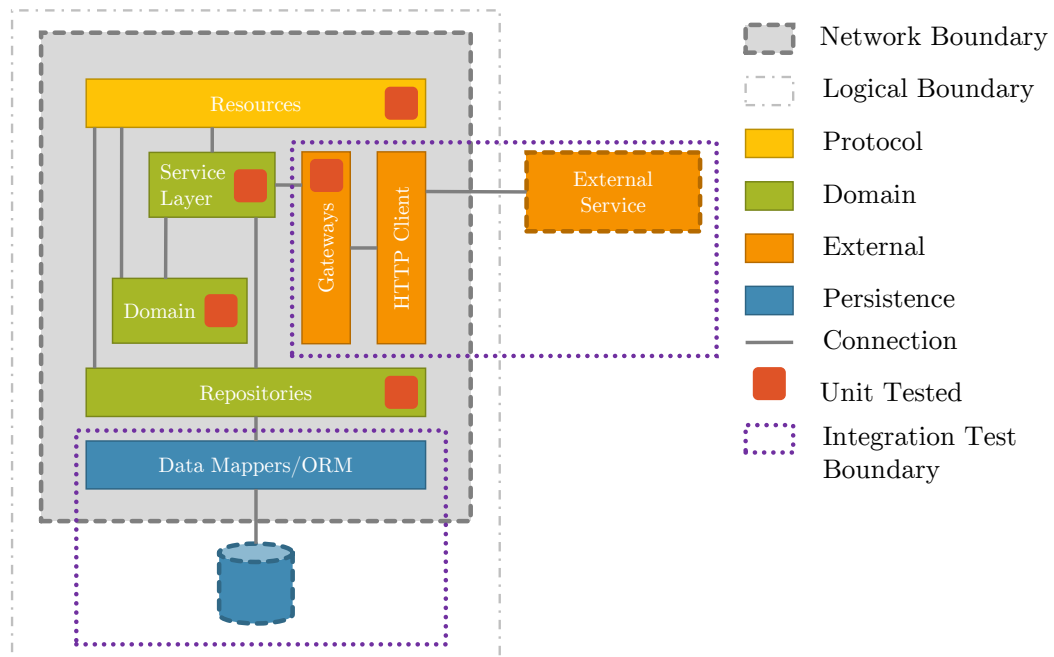 Resources
Service
Layer
Gateways
HTTP Client
External
Service
Domain
Repositories
Data Mappers/ORM
Network Boundary
Logical Boundary
Protocol
Domain
External
Persistence
Connection
Unit Tested
Integration Test
Boundary